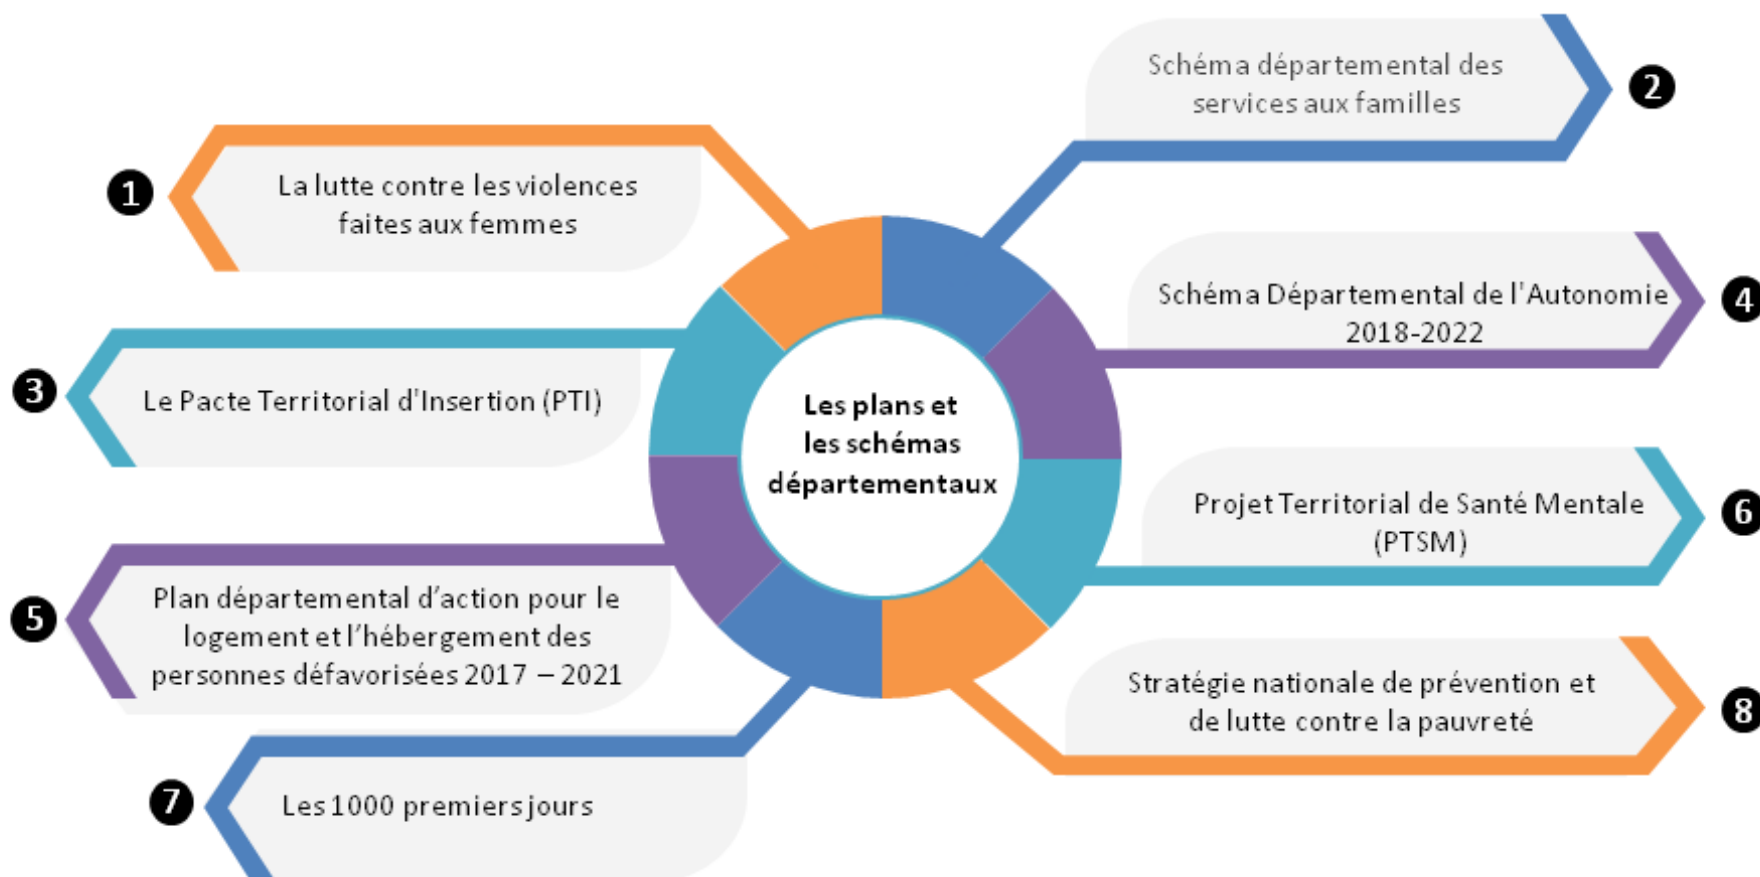 1
La lutte contre les violences
faites aux femmes
2
Schéma départemental des
services aux familles
3
Le Pacte Territorial d'Insertion (PTI)
4
Schéma Départemental de l'Autonomie
2018-2022
Les plans et
les schémas
départementaux
5
Plan départemental d’action pour le
logement et l’hébergement des
personnes défavorisées 2017 – 2021
6
Projet Territorial de Santé Mentale
(PTSM)
7
Les 1000 premiers jours
8
Stratégie nationale de prévention et
de lutte contre la pauvreté